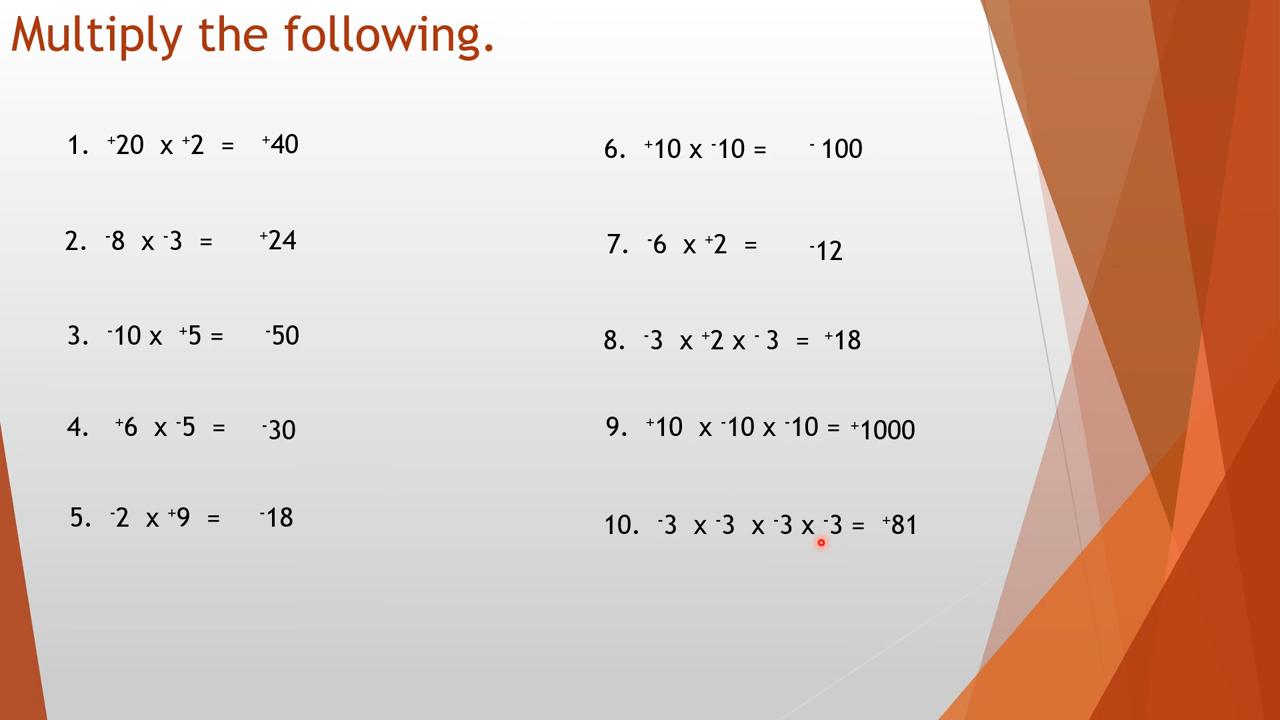 Multiply the following.
1. ⁺20 x ⁺2 = ⁺40
2. ⁻8 x ⁻3 = ⁺24
3. ⁻10 x ⁺5 = ⁻50
4. ⁺6 x ⁻5 = ⁻30
5. ⁻2 x ⁺9 = ⁻18
6. ⁺10 x ⁻10 = ⁻ 100
7. ⁻6 x ⁺2 = ⁻12
8. ⁻3 x ⁺2 x ⁻ 3 = ⁺18
9. ⁺10 x ⁻10 x ⁻10 = ⁺1000
10. ⁻3 x ⁻3 x ⁻3 x ⁻3 = ⁺81